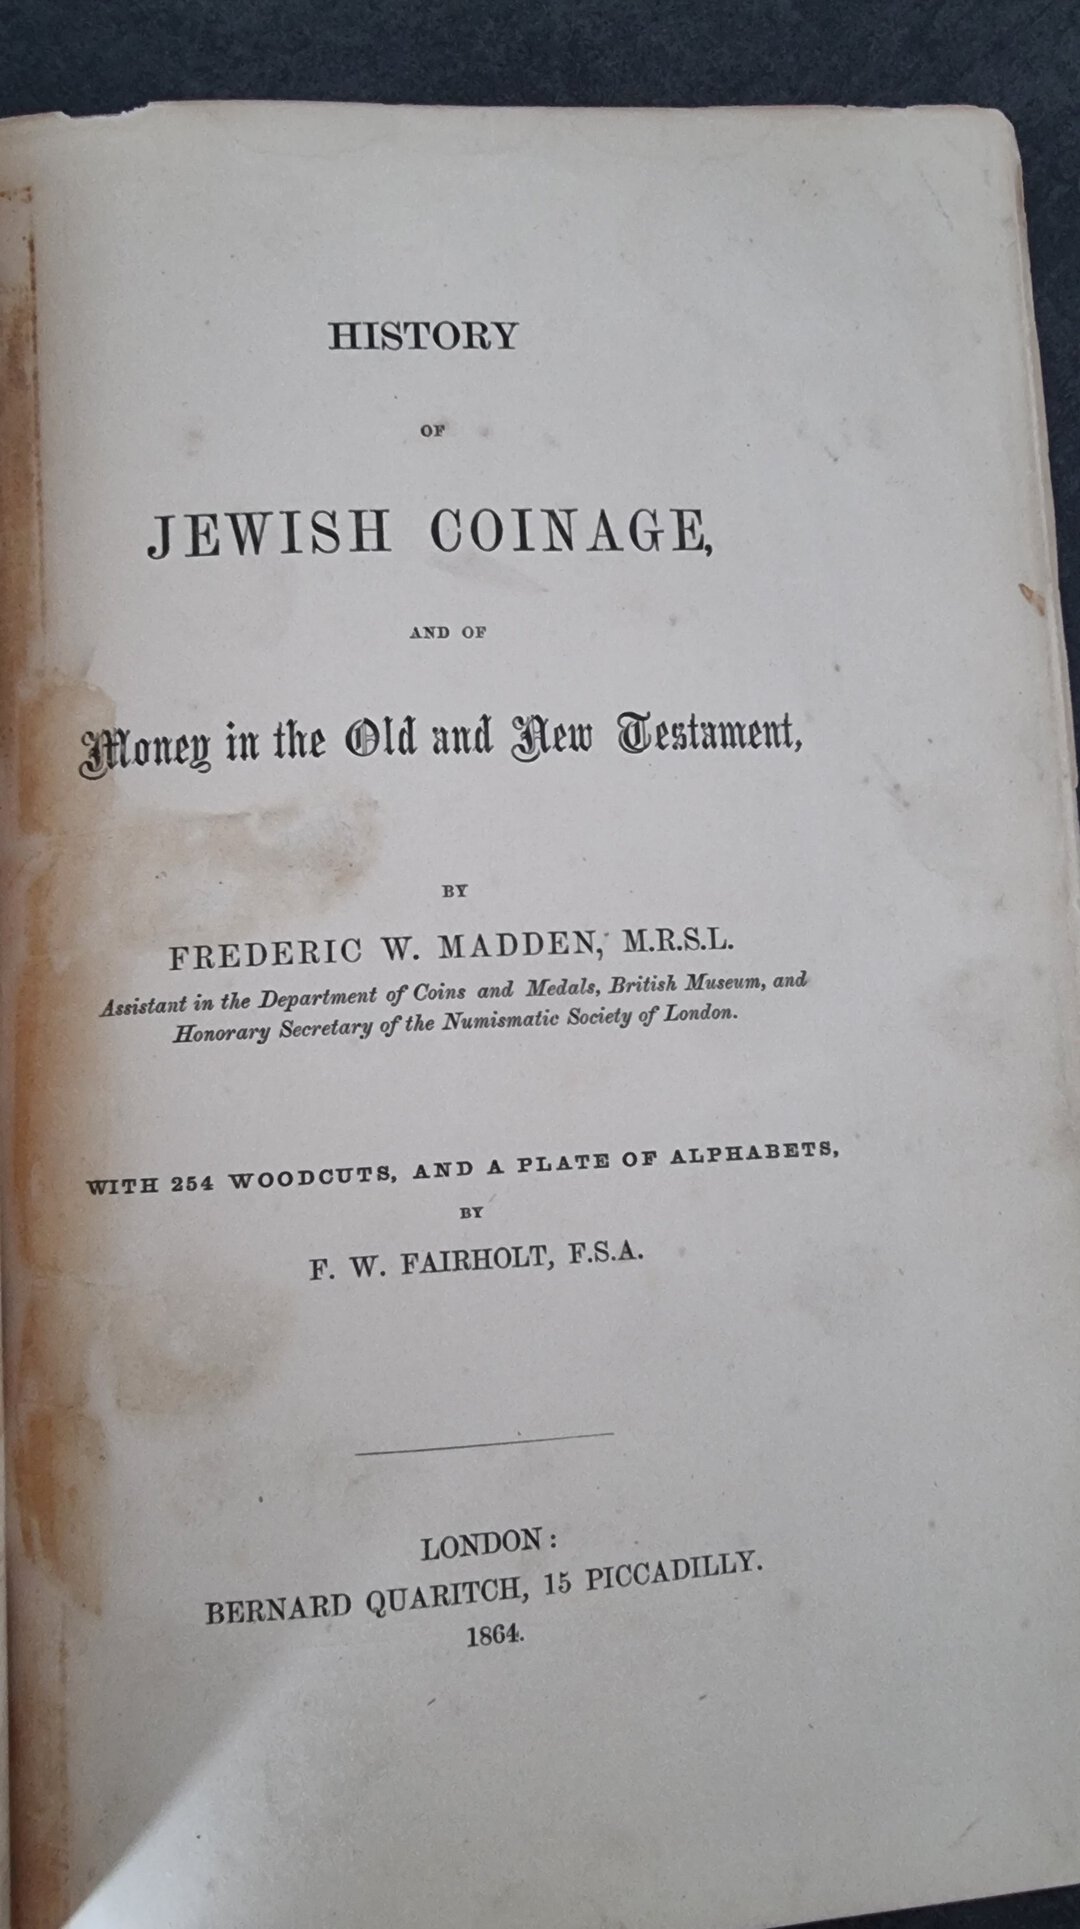 HISTORY
OF
JEWISH COINAGE,
AND OF
Money in the Old and New Testament,
BY
FREDERIC W. MADDEN, M.R.S.L.
Assistant in the Department of Coins and Medals, British Museum, and
Honorary Secretary of the Numismatic Society of London.
WITH 254 WOODCUTS, AND A PLATE OF ALPHABETS,
BY
F. W. FAIRHOLT, F.S.A.
LONDON:
BERNARD QUARITCH, 15 PICCADILLY.
1864.